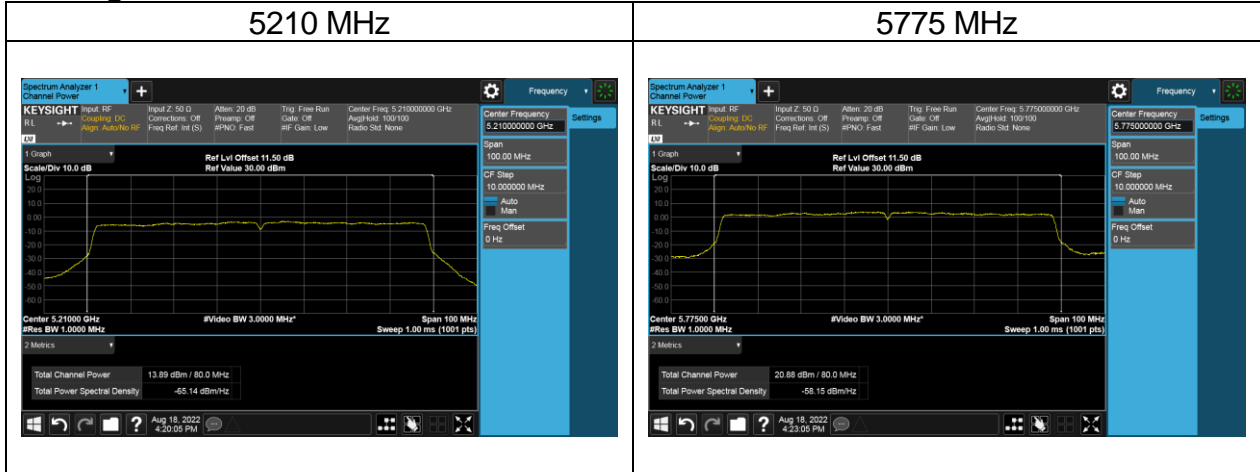 5210 MHz
5775 MHz
Spectrum Analyzer 1
Channel Power
Frequency
KEYSIGHT
R L
Input: RF
Coupling: DC
Align: Auto/No RF
Input Z: 50 Ω
Corrections: Off
Freq Ref: Int (S)
Atten: 20 dB
Preamp: Off
#PNO: Fast
Trig: Free Run
Gate: Off
#IF Gain: Low
Center Freq: 5.210000000 GHz
Avg|Hold: 100/100
Radio Std: None
LXI
Center Frequency
5.210000000 GHz
Settings
Span
100.00 MHz
CF Step
10.000000 MHz
Auto
Man
Freq Offset
0 Hz
1 Graph
Scale/Div 10.0 dB
Ref Lvl Offset 11.50 dB
Ref Value 30.00 dBm
Log
20.0
10.0
0.00
-10.0
-20.0
-30.0
-40.0
-50.0
-60.0
Center 5.21000 GHz
#Video BW 3.0000 MHz*
Span 100 MHz
#Res BW 1.0000 MHz
Sweep 1.00 ms (1001 pts)
2 Metrics
Total Channel Power 13.89 dBm / 80.0 MHz
Total Power Spectral Density -65.14 dBm/Hz
Aug 18, 2022
4:20:05 PM
Spectrum Analyzer 1
Channel Power
Frequency
KEYSIGHT
R L
Input: RF
Coupling: DC
Align: Auto/No RF
Input Z: 50 Ω
Corrections: Off
Freq Ref: Int (S)
Atten: 20 dB
Preamp: Off
#PNO: Fast
Trig: Free Run
Gate: Off
#IF Gain: Low
Center Freq: 5.775000000 GHz
Avg|Hold: 100/100
Radio Std: None
LXI
Center Frequency
5.775000000 GHz
Settings
Span
100.00 MHz
CF Step
10.000000 MHz
Auto
Man
Freq Offset
0 Hz
1 Graph
Scale/Div 10.0 dB
Ref Lvl Offset 11.50 dB
Ref Value 30.00 dBm
Log
20.0
10.0
0.00
-10.0
-20.0
-30.0
-40.0
-50.0
-60.0
Center 5.77500 GHz
#Video BW 3.0000 MHz*
Span 100 MHz
#Res BW 1.0000 MHz
Sweep 1.00 ms (1001 pts)
2 Metrics
Total Channel Power 20.88 dBm / 80.0 MHz
Total Power Spectral Density -58.15 dBm/Hz
Aug 18, 2022
4:23:05 PM